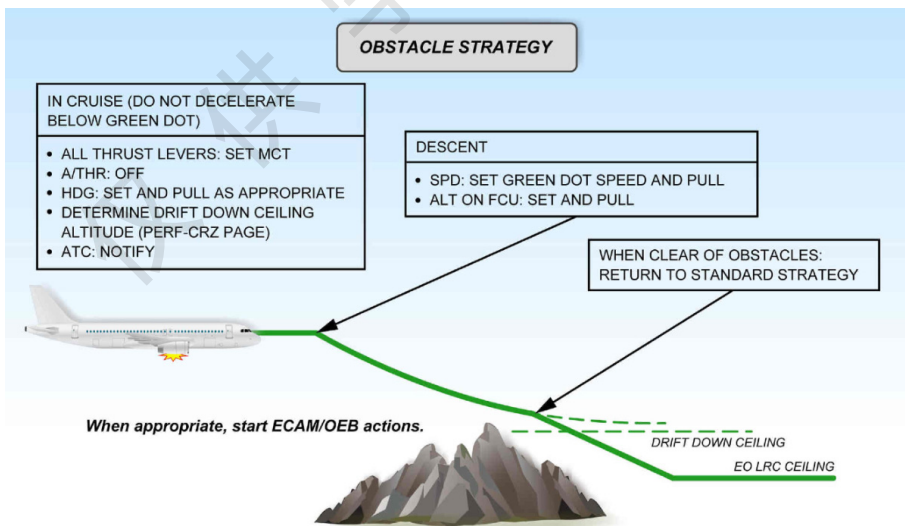 OBSTACLE STRATEGY
IN CRUISE (DO NOT DECELERATE
BELOW GREEN DOT)
• ALL THRUST LEVERS: SET MCT
• A/THR: OFF
• HDG: SET AND PULL AS APPROPRIATE
• DETERMINE DRIFT DOWN CEILING
ALTITUDE (PERF-CRZ PAGE)
• ATC: NOTIFY
DESCENT
• SPD: SET GREEN DOT SPEED AND PULL
• ALT ON FCU: SET AND PULL
WHEN CLEAR OF OBSTACLES:
RETURN TO STANDARD STRATEGY
When appropriate, start ECAM/OEB actions.
DRIFT DOWN CEILING
EO LRC CEILING
仅供